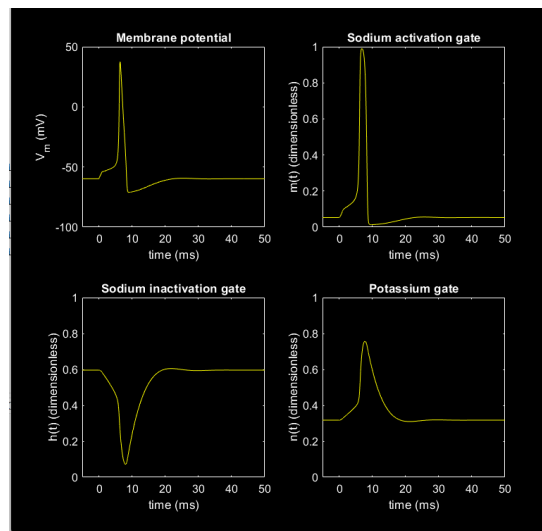 Membrane potential
50
0
-50
-100
V_m (mV)
0 10 20 30 40 50
time (ms)
Sodium activation gate
1
0.8
0.6
0.4
0.2
0
m(t) (dimensionless)
0 10 20 30 40 50
time (ms)
Sodium inactivation gate
1
0.8
0.6
0.4
0.2
0
h(t) (dimensionless)
0 10 20 30 40 50
time (ms)
Potassium gate
1
0.8
0.6
0.4
0.2
0
n(t) (dimensionless)
0 10 20 30 40 50
time (ms)